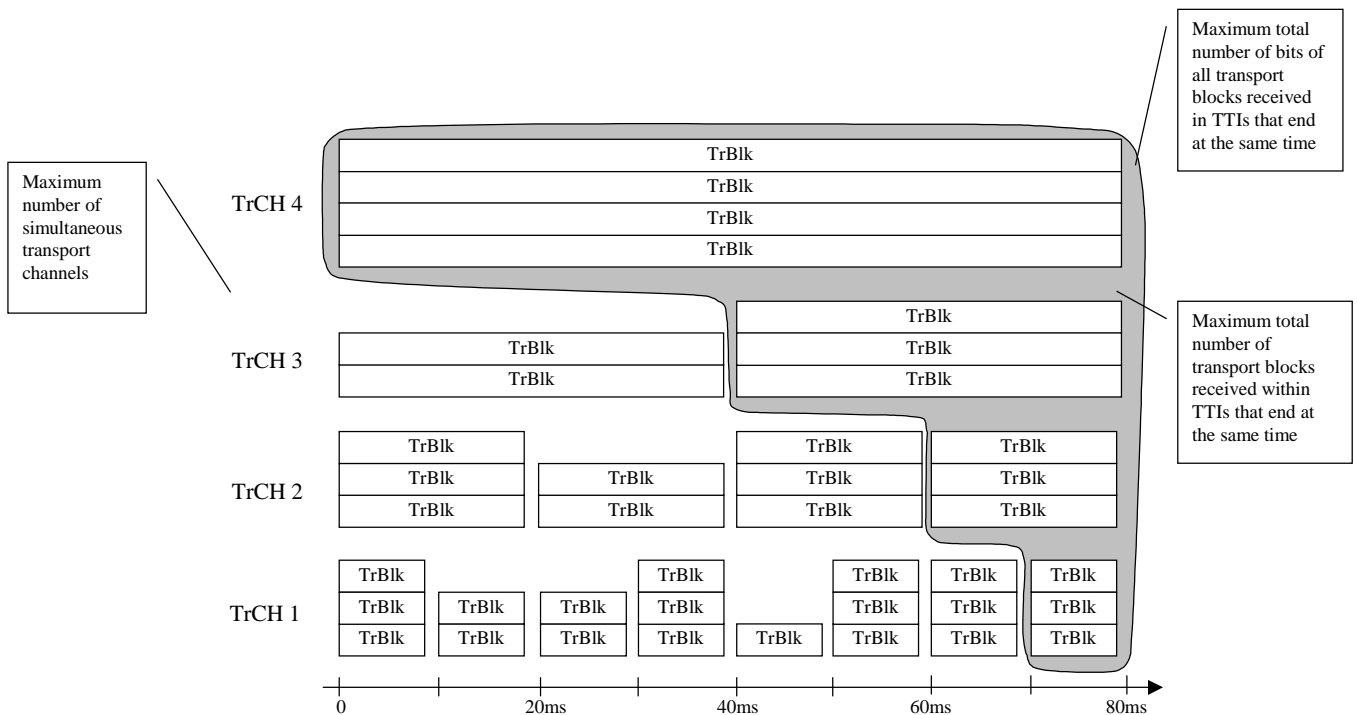 Maximum total
number of bits of
all transport
blocks received
in TTIs that end
at the same time
Maximum
number of
simultaneous
transport
channels
TrCH 4
TrBlk
TrBlk
TrBlk
TrBlk
Maximum total
number of
transport blocks
received within
TTIs that end at
the same time
TrCH 3
TrBlk
TrBlk
TrBlk
TrBlk
TrBlk
TrCH 2
TrBlk TrBlk TrBlk
TrBlk TrBlk TrBlk TrBlk
TrBlk TrBlk TrBlk TrBlk
TrCH 1
TrBlk TrBlk TrBlk TrBlk TrBlk
TrBlk TrBlk TrBlk TrBlk TrBlk TrBlk TrBlk
TrBlk TrBlk TrBlk TrBlk TrBlk TrBlk TrBlk TrBlk
0 20ms 40ms 60ms 80ms